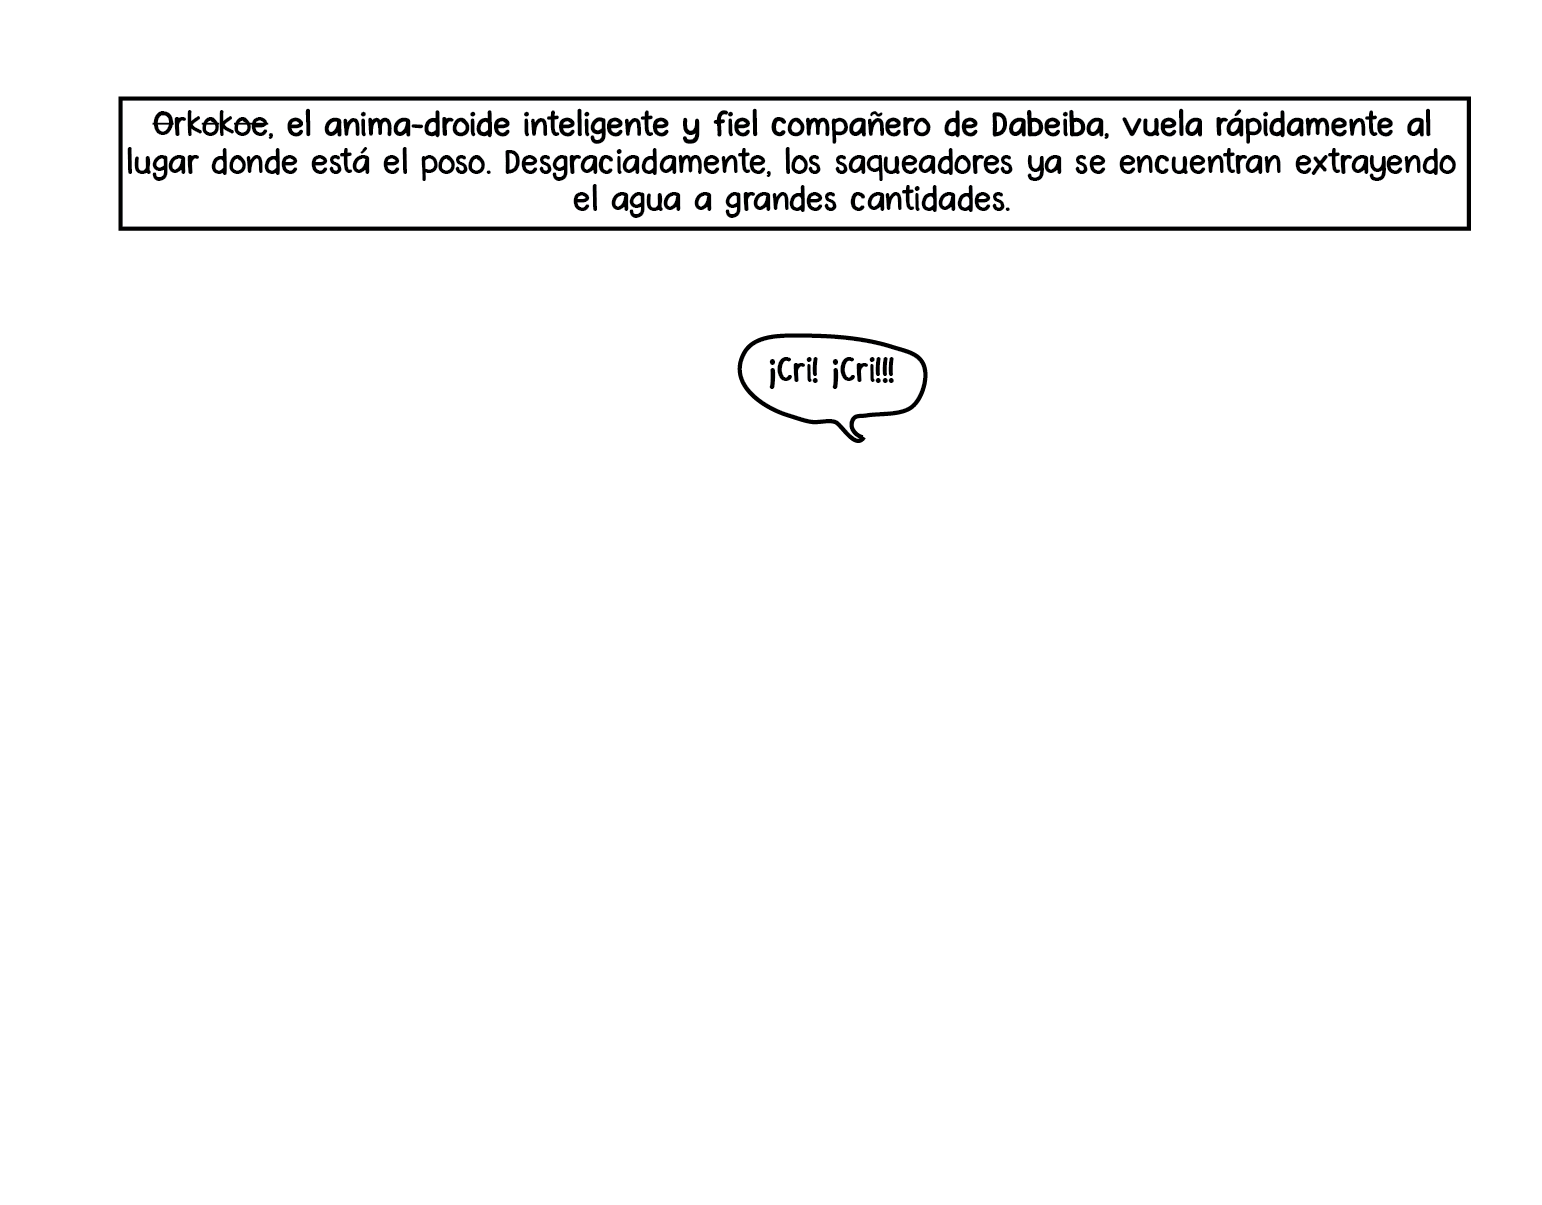 Ɵrkɵkɵe, el anima-droide inteligente y fiel compañero de Dabeiba, vuela rápidamente al
lugar donde está el poso. Desgraciadamente, los saqueadores ya se encuentran extrayendo
el agua a grandes cantidades.
¡Cri! ¡Cri!!!